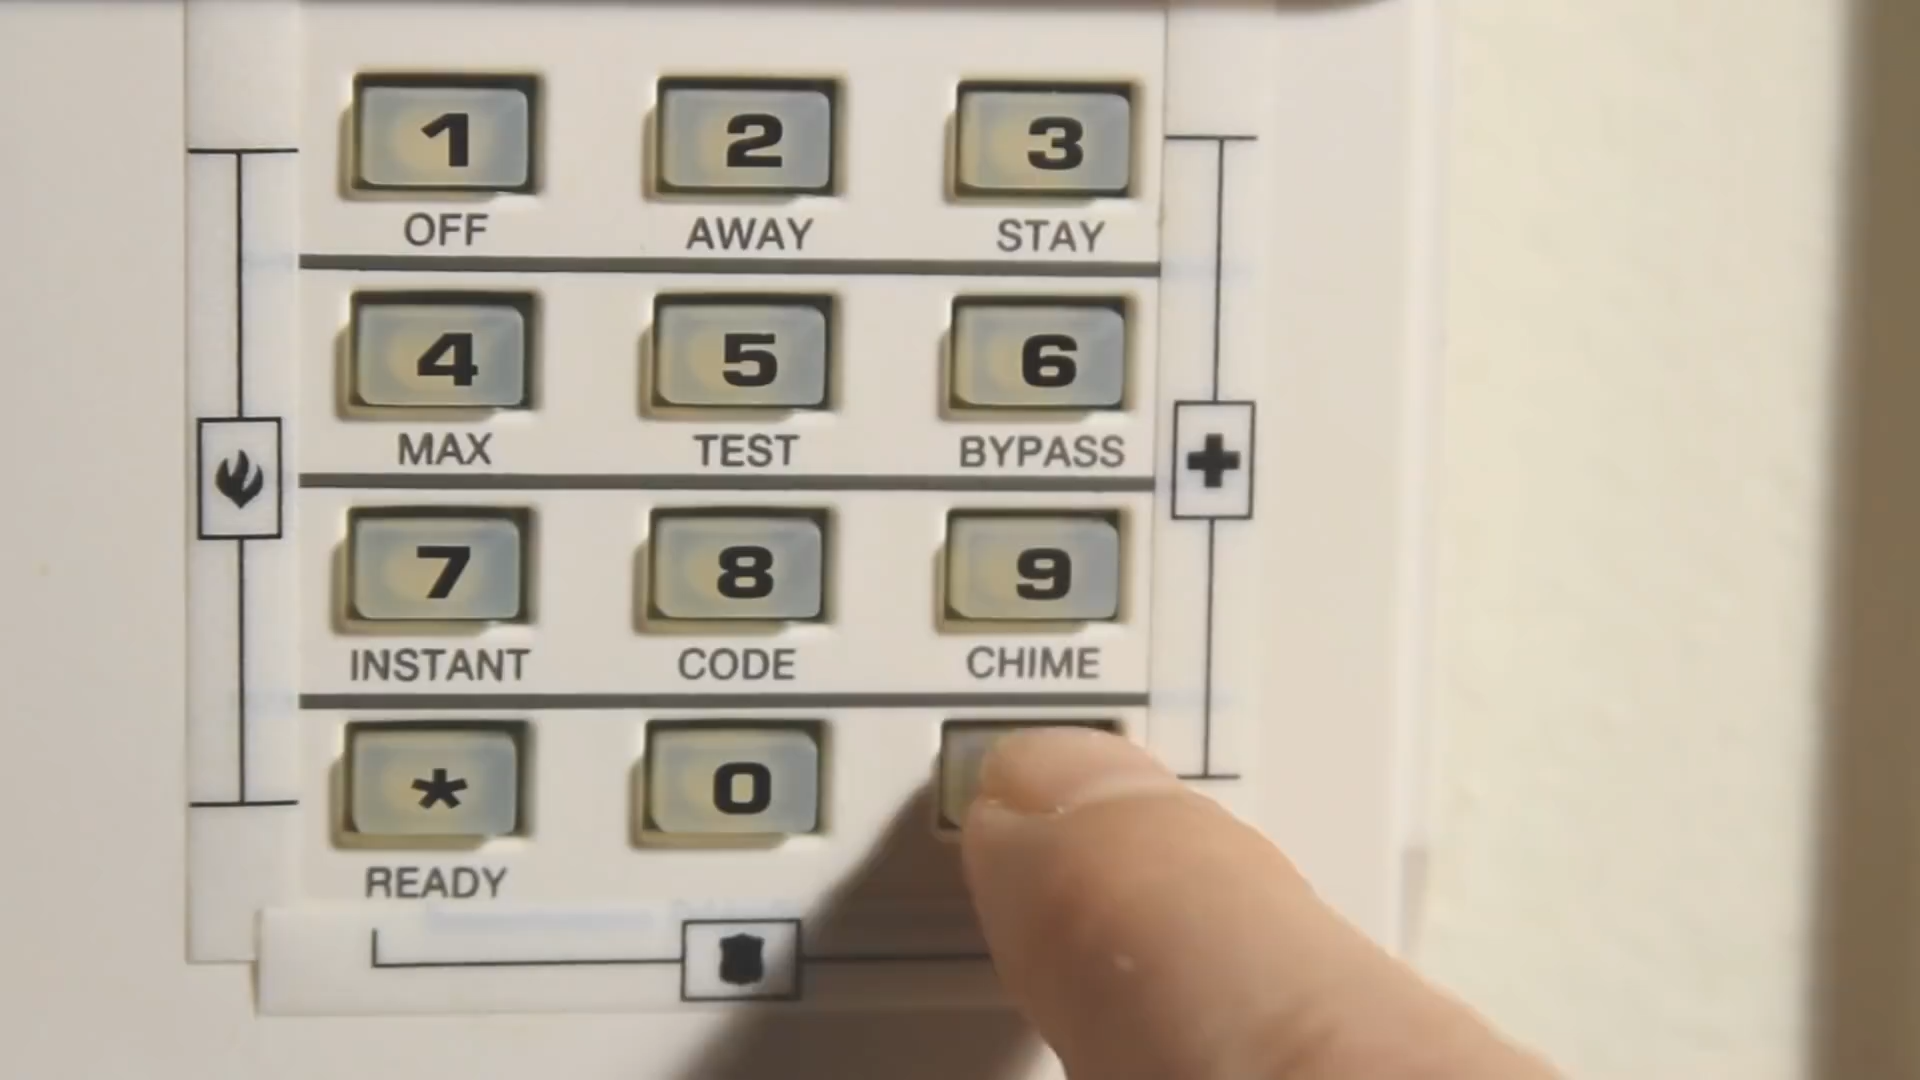 1 2 3
OFF AWAY STAY
4 5 6
MAX TEST BYPASS
7 8 9
INSTANT CODE CHIME
* 0
READY